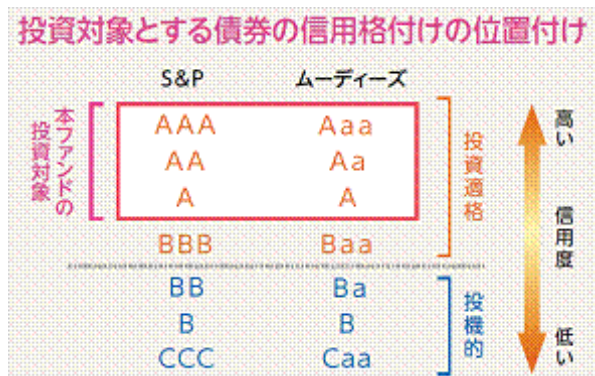 投資対象とする債券の信用格付けの位置付け
S&P ムーディーズ
本ファンドの
投資対象
AAA Aaa
AA Aa
A A
BBB Baa
投資適格
BB Ba
B B
CCC Caa
投機的
高い
信用度
低い